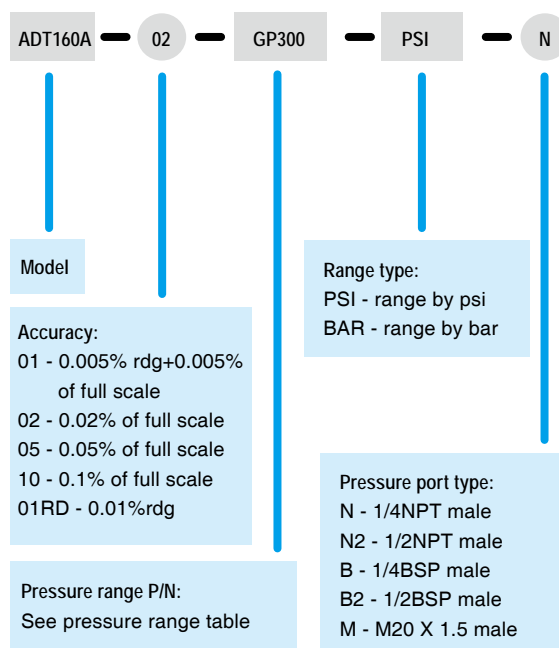 ADT160A 02 GP300 PSI N
Model
Accuracy:
01 - 0.005% rdg+0.005%
of full scale
02 - 0.02% of full scale
05 - 0.05% of full scale
10 - 0.1% of full scale
01RD - 0.01%rdg
Pressure range P/N:
See pressure range table
Range type:
PSI - range by psi
BAR - range by bar
Pressure port type:
N - 1/4NPT male
N2 - 1/2NPT male
B - 1/4BSP male
B2 - 1/2BSP male
M - M20 X 1.5 male